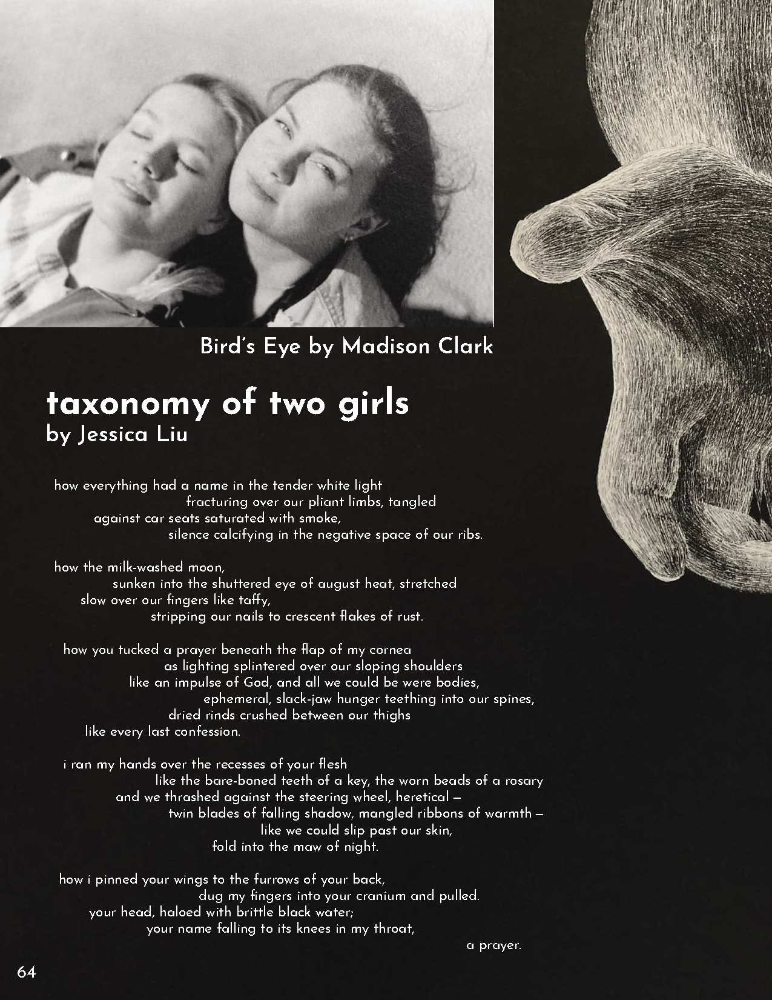 Bird's Eye by Madison Clark
taxonomy of two girls
by Jessica Liu
how everything had a name in the tender white light
fracturing over our pliant limbs, tangled
against car seats saturated with smoke,
silence calcifying in the negative space of our ribs.
how the milk-washed moon,
sunken into the shuttered eye of august heat, stretched
slow over our fingers like taffy,
stripping our nails to crescent flakes of rust.
how you tucked a prayer beneath the flap of my cornea
as lighting splintered over our sloping shoulders
like an impulse of God, and all we could be were bodies,
ephemeral, slack-jaw hunger teething into our spines,
dried rinds crushed between our thighs
like every last confession.
i ran my hands over the recesses of your flesh
like the bare-boned teeth of a key, the worn beads of a rosary
and we thrashed against the steering wheel, heretical –
twin blades of falling shadow, mangled ribbons of warmth –
like we could slip past our skin,
fold into the maw of night.
how i pinned your wings to the furrows of your back,
dug my fingers into your cranium and pulled.
your head, haloed with brittle black water;
your name falling to its knees in my throat,
a prayer.
64